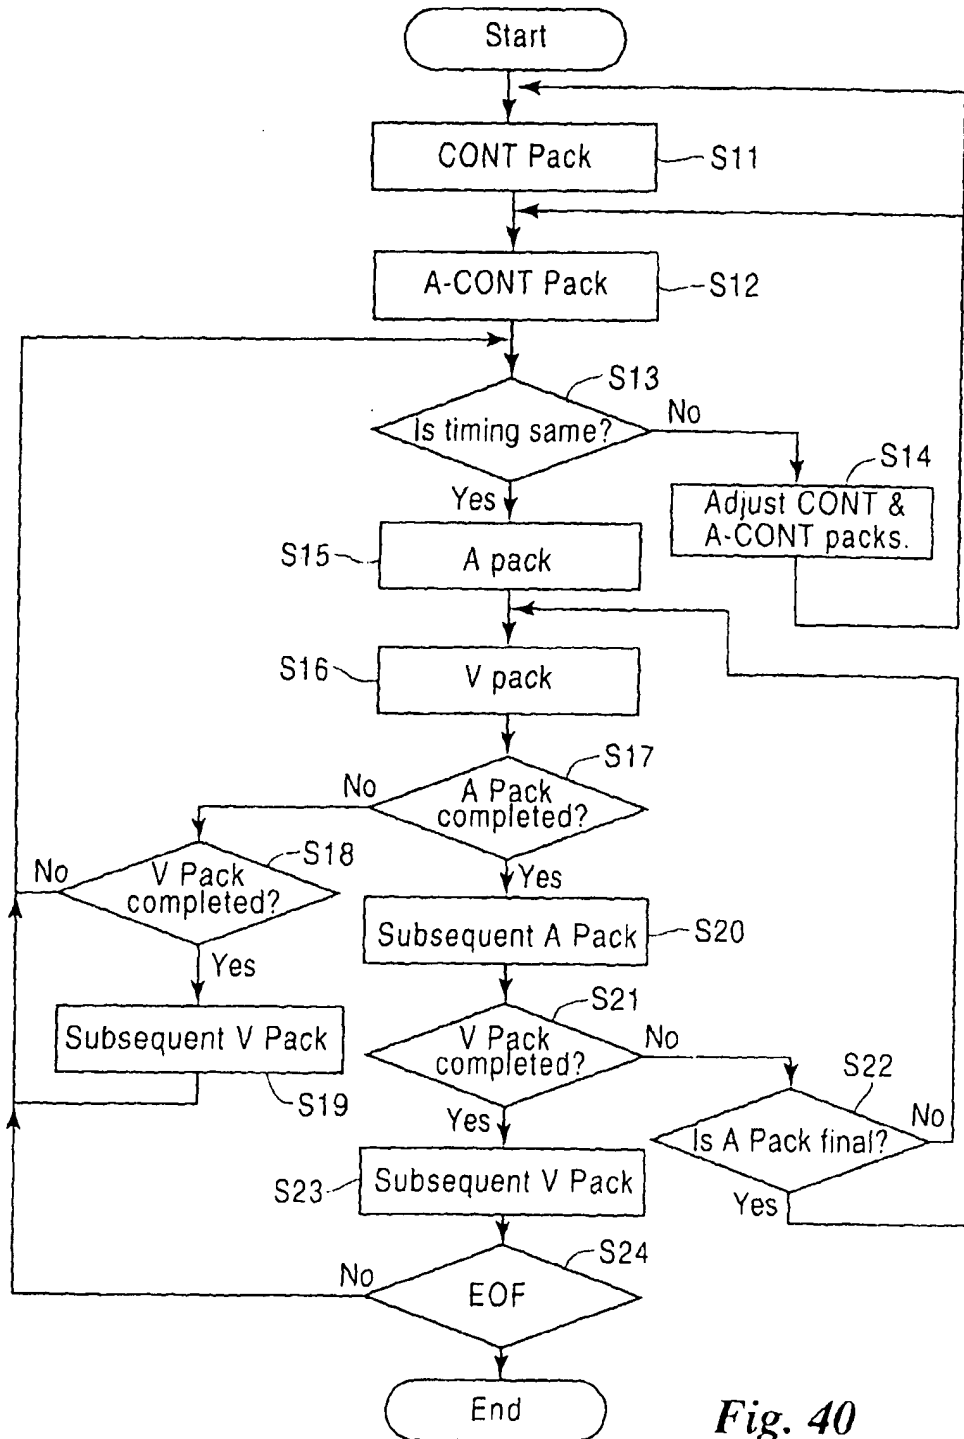 Start
CONT Pack
S11
A-CONT Pack
S12
S13
Is timing same?
No
S14
Adjust CONT &
A-CONT packs.
Yes
S15
A pack
S16
V pack
S17
No
A Pack
completed?
S18
No
V Pack
completed?
Yes
Subsequent A Pack
S20
Yes
S21
Subsequent V Pack
V Pack
completed?
No
S22
S19
Is A Pack final?
No
Yes
S23
Subsequent V Pack
Yes
S24
No
EOF
End
Fig. 40